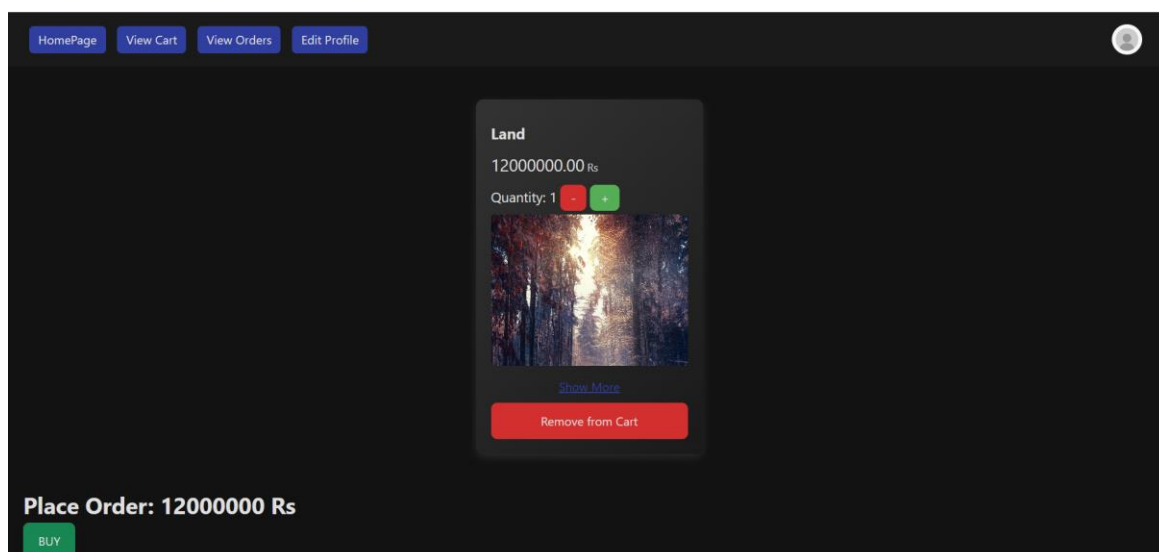 HomePage View Cart View Orders Edit Profile
Land
12000000.00 Rs
Quantity: 1 - +
Show More
Remove from Cart
Place Order: 12000000 Rs
BUY